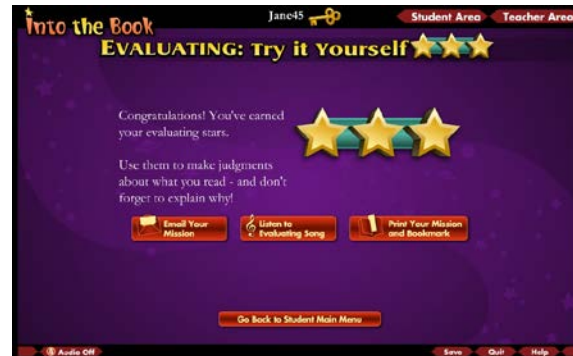 Into the Book
Jane45
Student Area
Teacher Area
EVALUATING: Try it Yourself
Congratulations! You've earned
your evaluating stars.
Use them to make judgments
about what you read - and don't
forget to explain why!
Email Your
Mission
Listen to
Evaluating Song
Print Your Mission
and Bookmark
Go Back to Student Main Menu
Audio Off
Save
Quit
Help